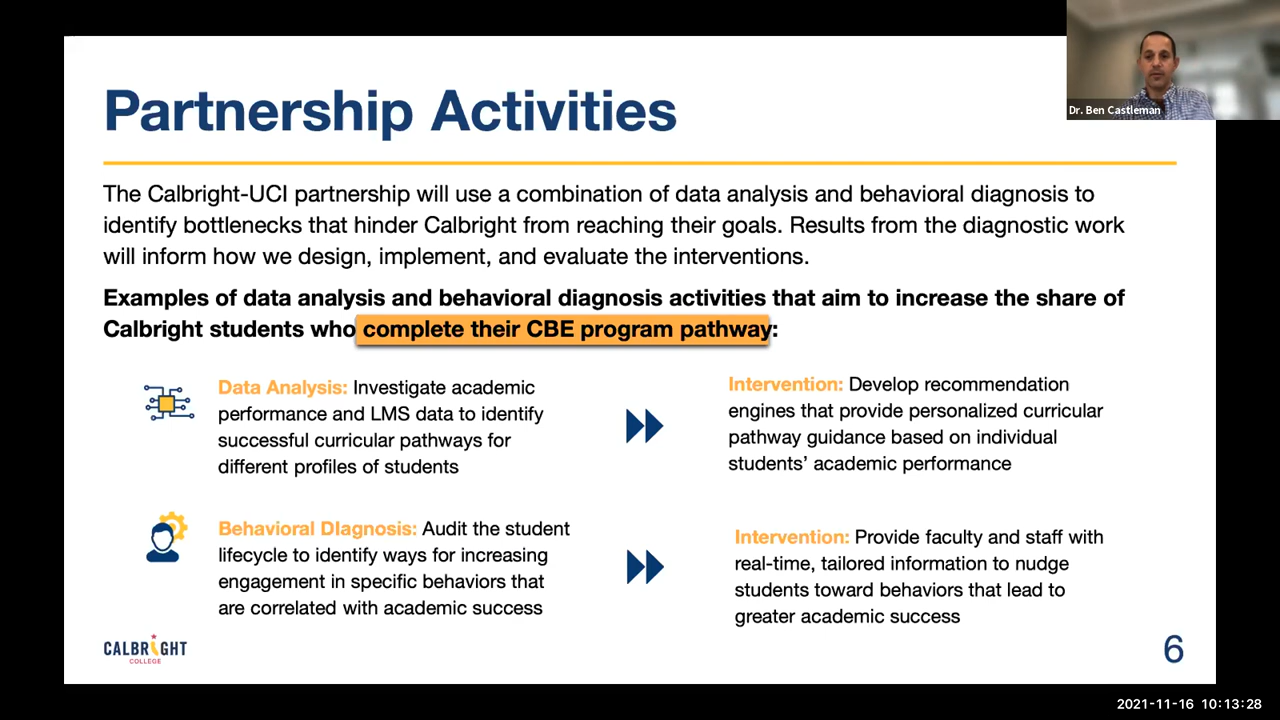 Dr. Ben Castleman
Partnership Activities
The Calbright-UCI partnership will use a combination of data analysis and behavioral diagnosis to
identify bottlenecks that hinder Calbright from reaching their goals. Results from the diagnostic work
will inform how we design, implement, and evaluate the interventions.
Examples of data analysis and behavioral diagnosis activities that aim to increase the share of
Calbright students who complete their CBE program pathway:
Data Analysis: Investigate academic
performance and LMS data to identify
successful curricular pathways for
different profiles of students
Intervention: Develop recommendation
engines that provide personalized curricular
pathway guidance based on individual
students’ academic performance
Behavioral DIagnosis: Audit the student
lifecycle to identify ways for increasing
engagement in specific behaviors that
are correlated with academic success
Intervention: Provide faculty and staff with
real-time, tailored information to nudge
students toward behaviors that lead to
greater academic success
CALBRIGHT
COLLEGE
6
2021-11-16 10:13:28